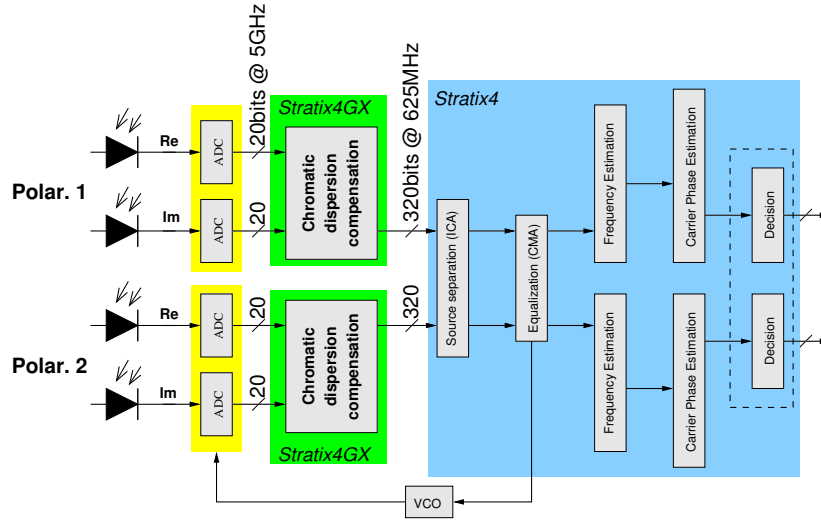 20bits @ 5GHz
320bits @ 625MHz
Stratix4GX
Stratix4
Polar. 1
Re
ADC
Im
ADC
20
Chromatic
dispersion
compensation
Source separation (ICA)
Equalization (CMA)
Frequency Estimation
Carrier Phase Estimation
Decision
Polar. 2
Re
ADC
20
Im
ADC
20
Chromatic
dispersion
compensation
320
Frequency Estimation
Carrier Phase Estimation
Decision
Stratix4GX
VCO